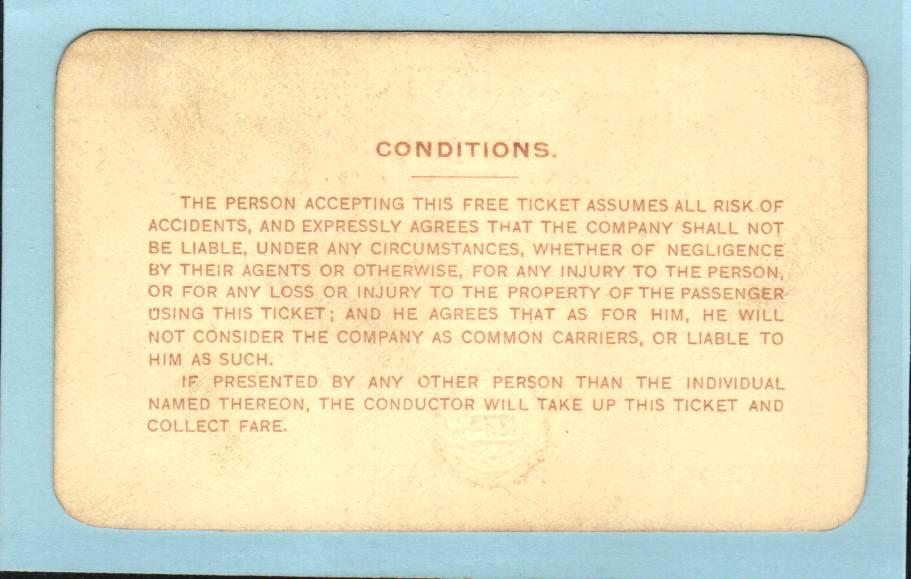 CONDITIONS.
THE PERSON ACCEPTING THIS FREE TICKET ASSUMES ALL RISK OF
ACCIDENTS, AND EXPRESSLY AGREES THAT THE COMPANY SHALL NOT
BE LIABLE, UNDER ANY CIRCUMSTANCES, WHETHER OF NEGLIGENCE
BY THEIR AGENTS OR OTHERWISE, FOR ANY INJURY TO THE PERSON,
OR FOR ANY LOSS OR INJURY TO THE PROPERTY OF THE PASSENGER
USING THIS TICKET; AND HE AGREES THAT AS FOR HIM, HE WILL
NOT CONSIDER THE COMPANY AS COMMON CARRIERS, OR LIABLE TO
HIM AS SUCH.
IF PRESENTED BY ANY OTHER PERSON THAN THE INDIVIDUAL
NAMED THEREON, THE CONDUCTOR WILL TAKE UP THIS TICKET AND
COLLECT FARE.